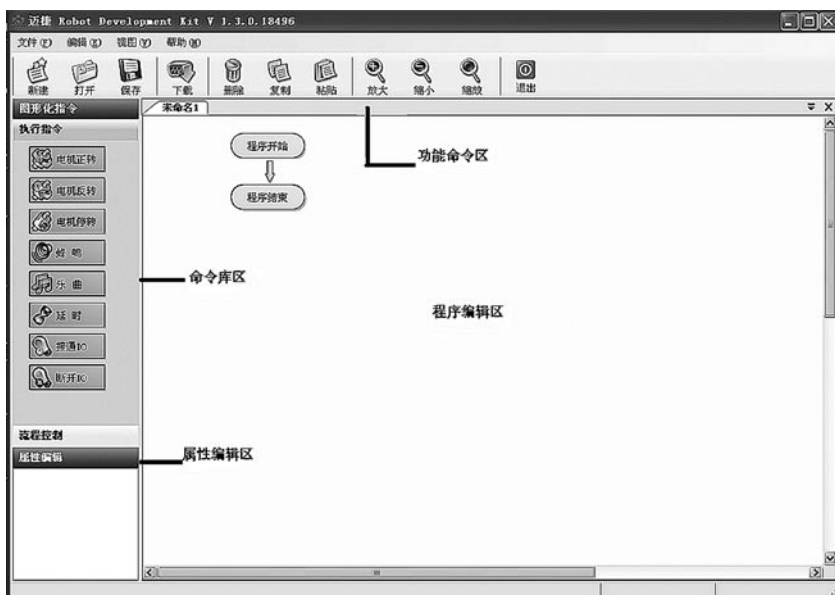 迈捷 Robot Development Kit V 1.3.0.18496
文件(F) 编辑(E) 视图(V) 帮助(H)
新建 打开 保存 下载 删除 复制 粘贴 放大 缩小 缩放 退出
图形化指令
未命名1
执行指令
程序开始
功能命令区
电机正转
电机反转
程序结束
电机停转
蜂鸣
命令库区
乐曲
延时
程序编辑区
接通IO
断开IO
流程控制
属性编辑
属性编辑区